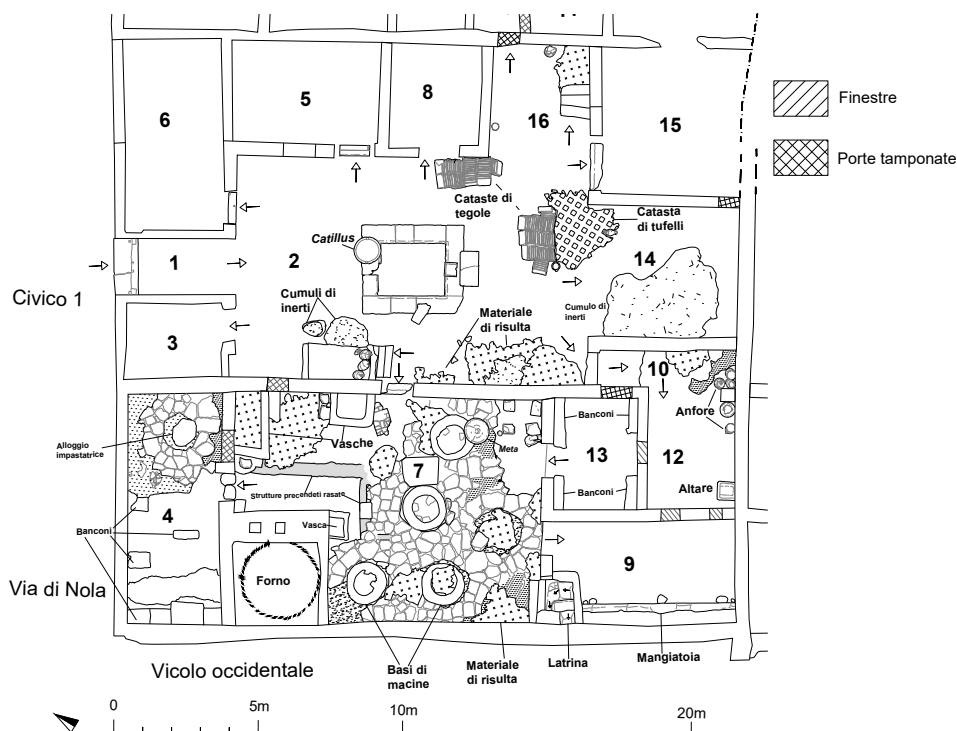 Finestre
Porte tamponate
5
8
6
16
15
Cataste di
tegole
Catasta
di tufelli
Catillus
1
2
14
Civico 1
Cumuli di
inerti
Materiale
di risulta
Cumulo di
inerti
3
10
Anfore
Banconi
Alloggio
impastatrice
Vasche
Meta
7
13
12
Strutture precendeti rasate
Banconi
Altare
4
Vasca
Banconi
9
Forno
Via di Nola
Vicolo occidentale
Basi di
macine
Materiale
di risulta
Latrina
Mangiatoia
0
5m
10m
20m